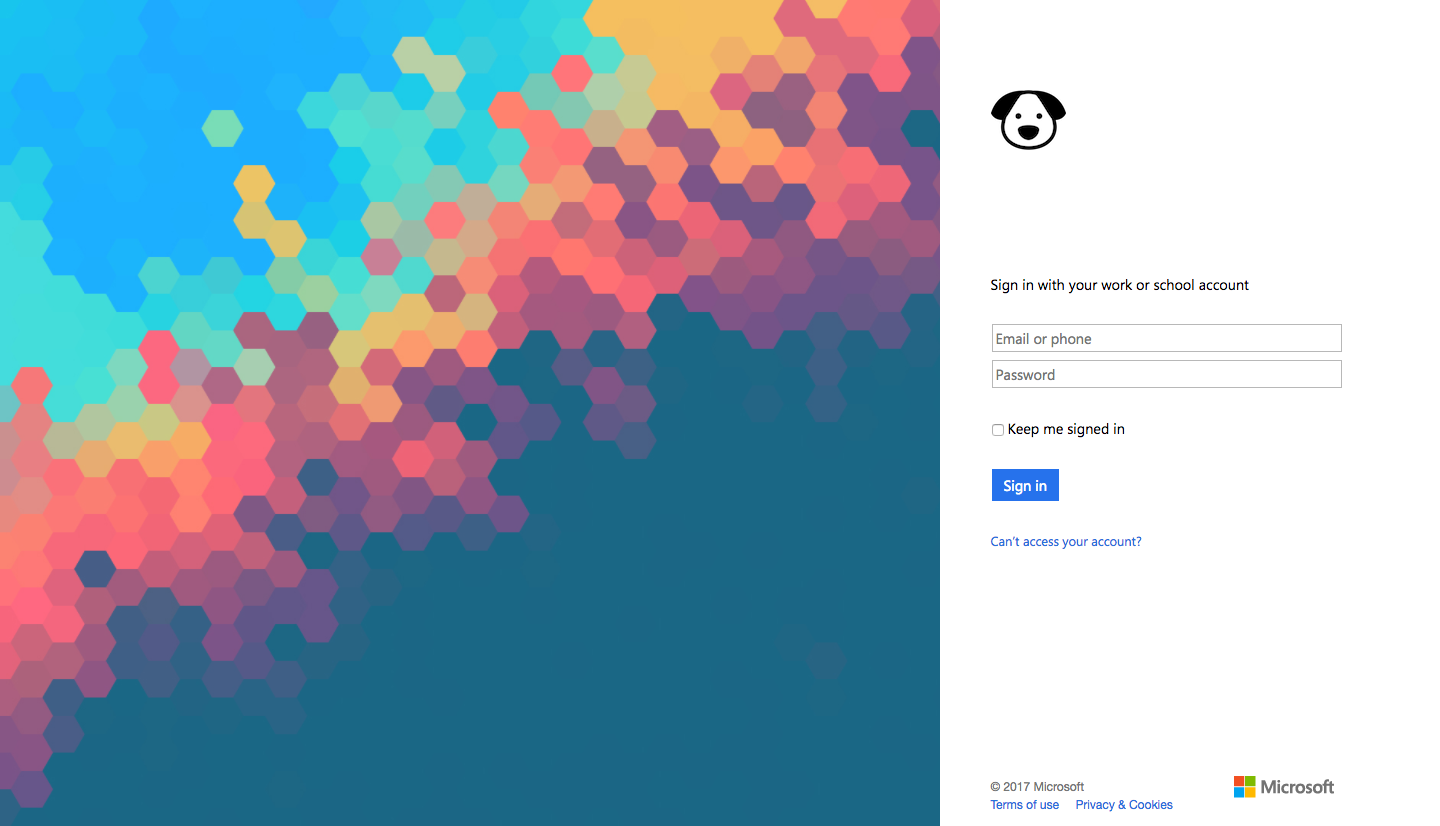 Sign in with your work or school account
Email or phone
Password
Keep me signed in
Sign in
Can't access your account?
© 2017 Microsoft
Microsoft
Terms of use Privacy & Cookies